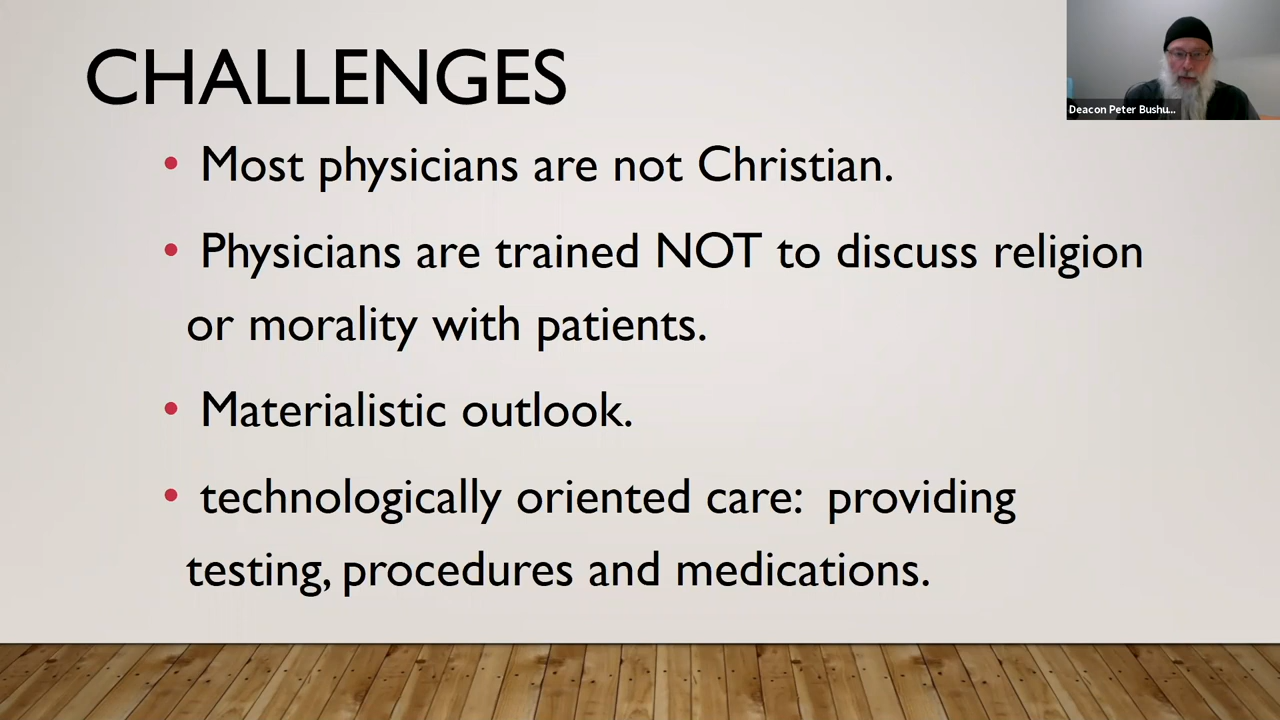 CHALLENGES
Deacon Peter Bushu...
• Most physicians are not Christian.
• Physicians are trained NOT to discuss religion
or morality with patients.
• Materialistic outlook.
• technologically oriented care:  providing
testing, procedures and medications.